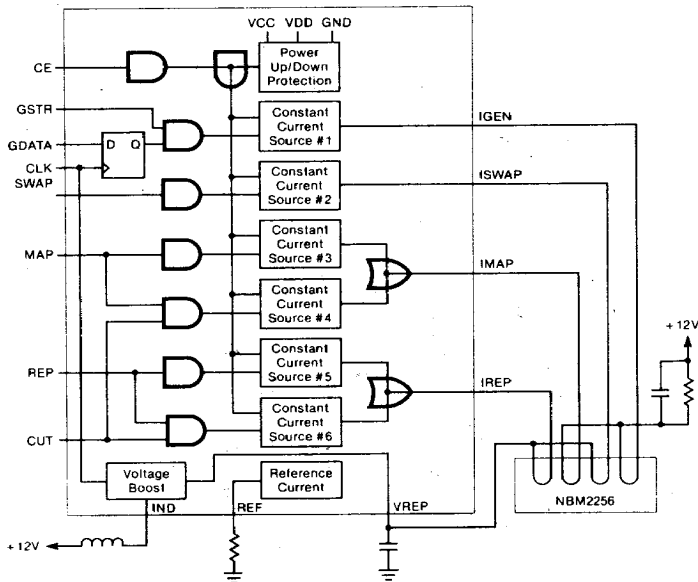 VCC VDD GND
CE
Power
Up/Down
Protection
GSTR
GDATA
D Q
CLK
SWAP
Constant
Current
Source #1
IGEN
Constant
Current
Source #2
ISWAP
MAP
Constant
Current
Source #3
IMAP
Constant
Current
Source #4
+12V
REP
Constant
Current
Source #5
IREP
CUT
Constant
Current
Source #6
Voltage
Boost
Reference
Current
NBM2256
IND
REF
VREP
+12V